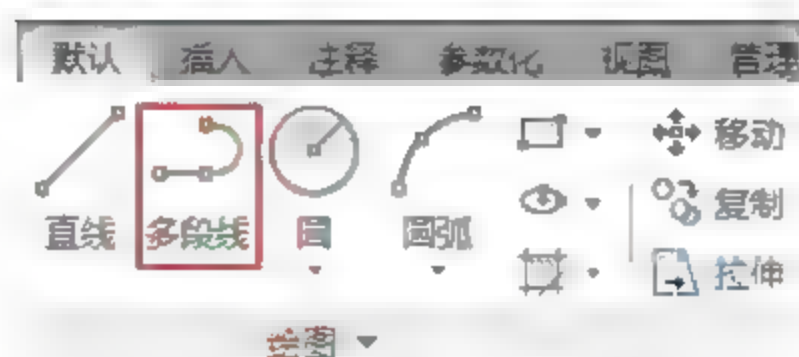 默认 插入 注释 参数化 视图 管理
移动
复制
直线 多段线 圆 圆弧
拉伸
绘图